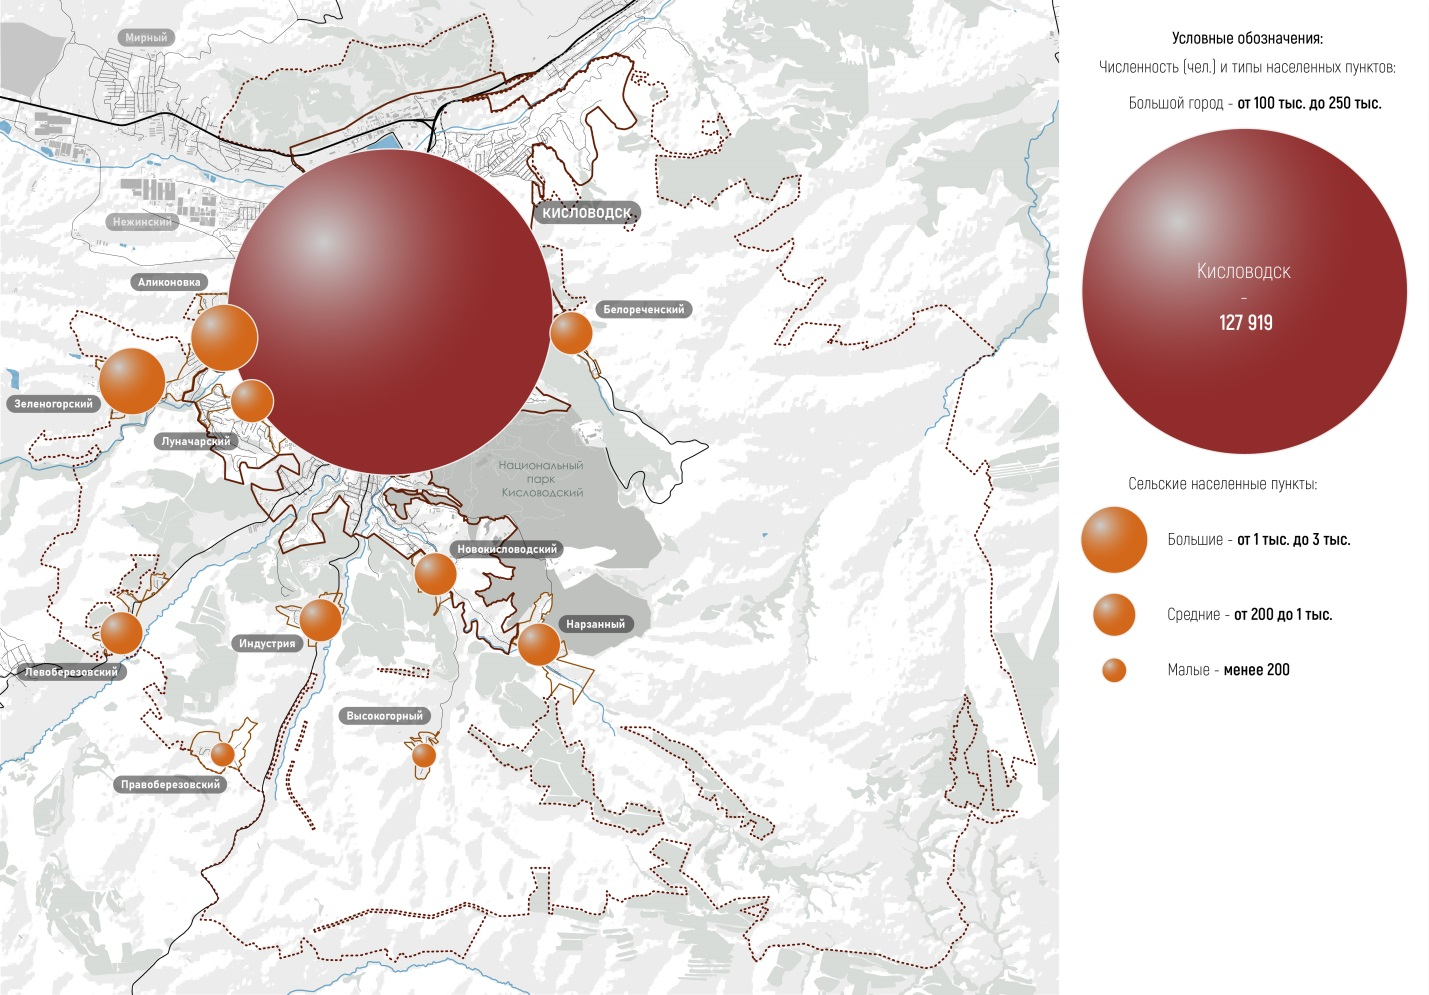 Мирный
Нежинский
КИСЛОВОДСК
Аликоновка
Белореченский
Зеленогорский
Луначарский
Национальный
парк
Кисловодский
Новокисловодский
Нарзанный
Индустрия
Левоберезовский
Высокогорный
Правоберезовский
Условные обозначения:
Численность (чел.) и типы населенных пунктов:
Большой город - от 100 тыс. до 250 тыс.
Кисловодск
-
127 919
Сельские населенные пункты:
Большие - от 1 тыс. до 3 тыс.
Средние - от 200 до 1 тыс.
Малые - менее 200